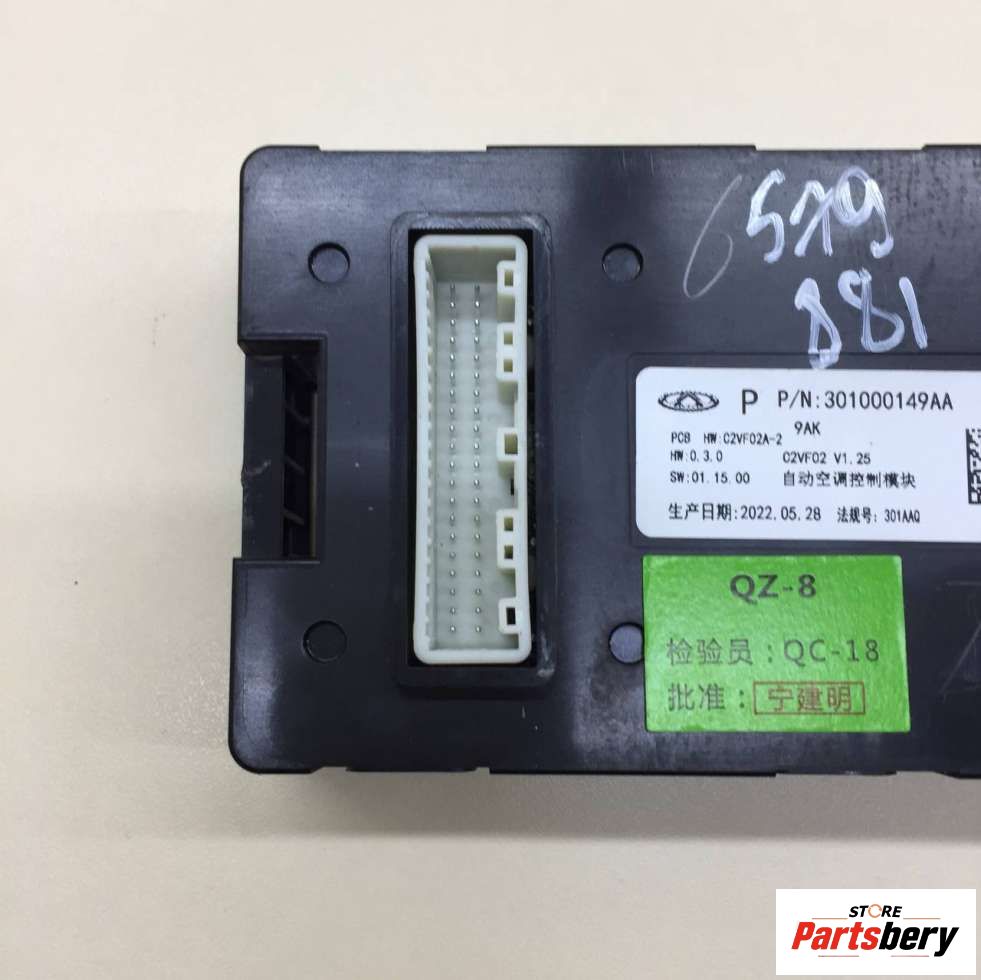 6 579
881
P P/N:301000149AA
9AK
PCB HW:C2VF02A-2
HW:0.3.0 C2VF02 V1.25
SW:01.15.00 自动空调控制模块
生产日期:2022.05.28 法规号: 301AAQ
QZ-8
检验员:QC-18
批准:宁建明
STORE
Partsbery